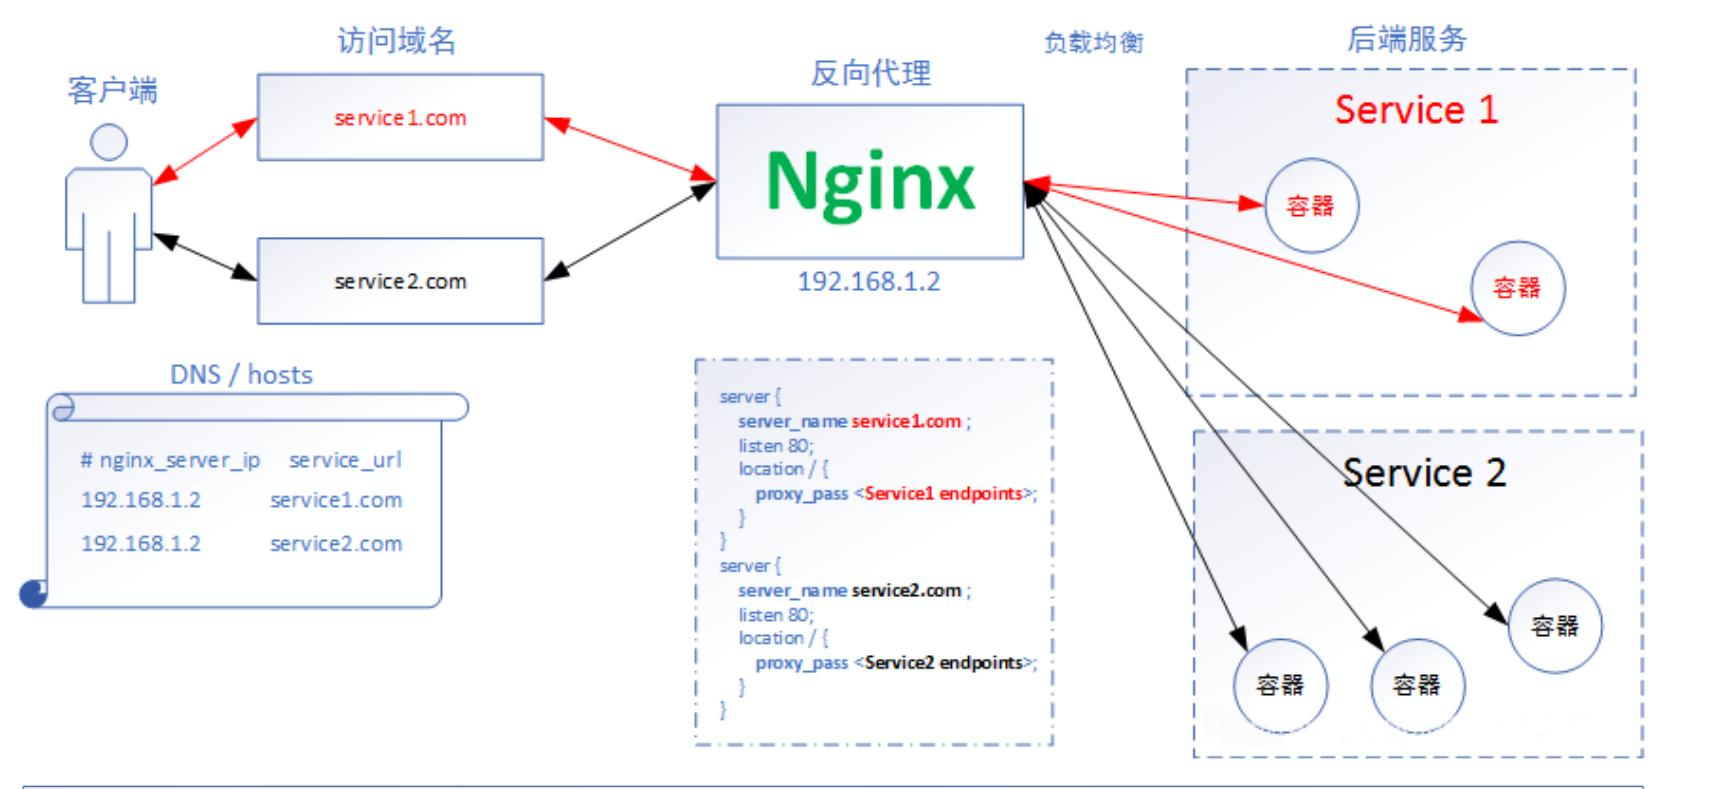 客户端
访问域名
service1.com
service2.com
反向代理
Nginx
192.168.1.2
负载均衡
后端服务
Service 1
容器
容器
DNS / hosts
# nginx_server_ip service_url
192.168.1.2 service1.com
192.168.1.2 service2.com
server {
server_name service1.com ;
listen 80;
location / {
proxy_pass <Service1 endpoints>;
}
}
server {
server_name service2.com ;
listen 80;
location / {
proxy_pass <Service2 endpoints>;
}
}
Service 2
容器
容器
容器